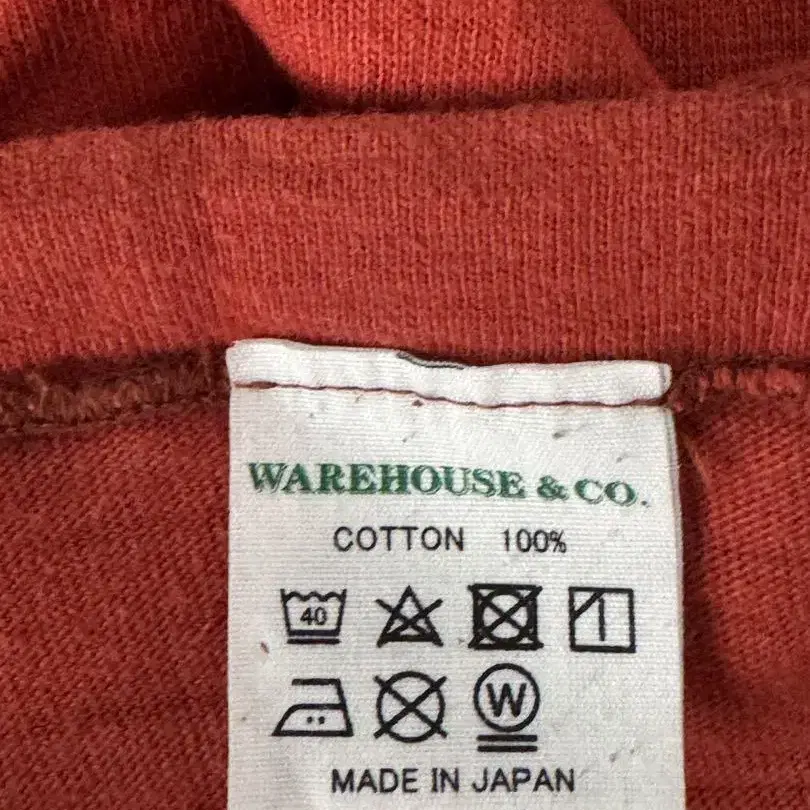 WAREHOUSE & CO.
COTTON 100%
40
W
MADE IN JAPAN